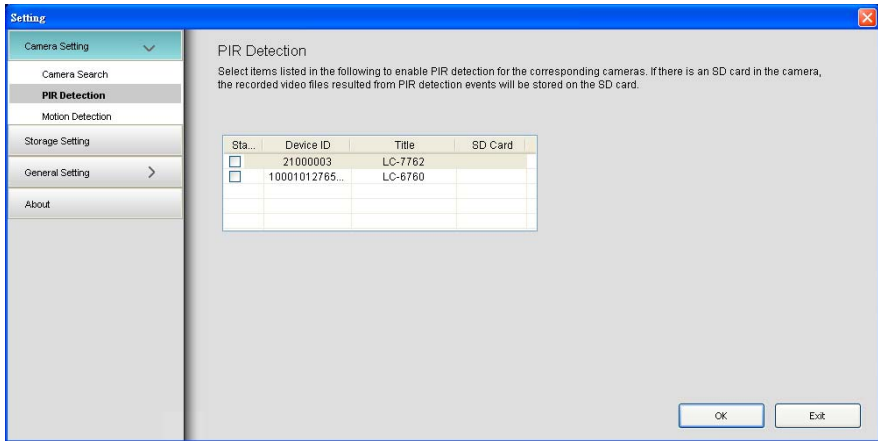 Setting
Camera Setting
Camera Search
PIR Detection
Motion Detection
Storage Setting
General Setting
About
PIR Detection
Select items listed in the following to enable PIR detection for the corresponding cameras. If there is an SD card in the camera,
the recorded video files resulted from PIR detection events will be stored on the SD card.
Sta... Device ID Title SD Card
21000003 LC-7762
10001012765... LC-6760
OK Exit